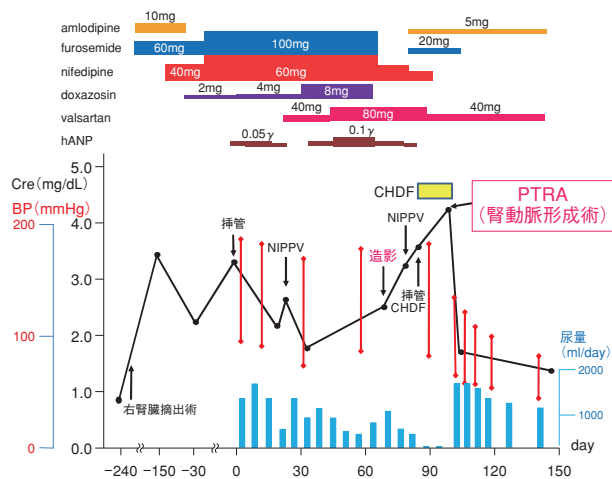 10mg
5mg
amlodipine
furosemide
60mg
100mg
20mg
nifedipine
40mg
60mg
doxazosin
2mg
4mg
8mg
valsartan
40mg
80mg
40mg
hANP
0.05γ
0.1γ
Cre(mg/dL)
BP(mmHg)
5.0
4.0
3.0
2.0
1.0
0.0
200
100
0
CHDF
PTRA
(腎動脈形成術)
挿管
NIPPV
造影
NIPPV
挿管
CHDF
右腎臓摘出術
尿量
(ml/day)
2000
1000
day
−240
−150
−30
0
30
60
90
120
150